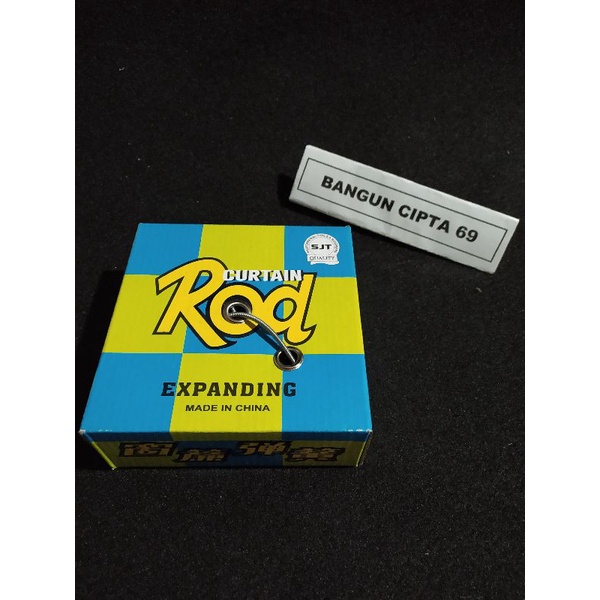 BANGUN CIPTA 69
SJT
QUALITY
CURTAIN
Rod
EXPANDING
MADE IN CHINA